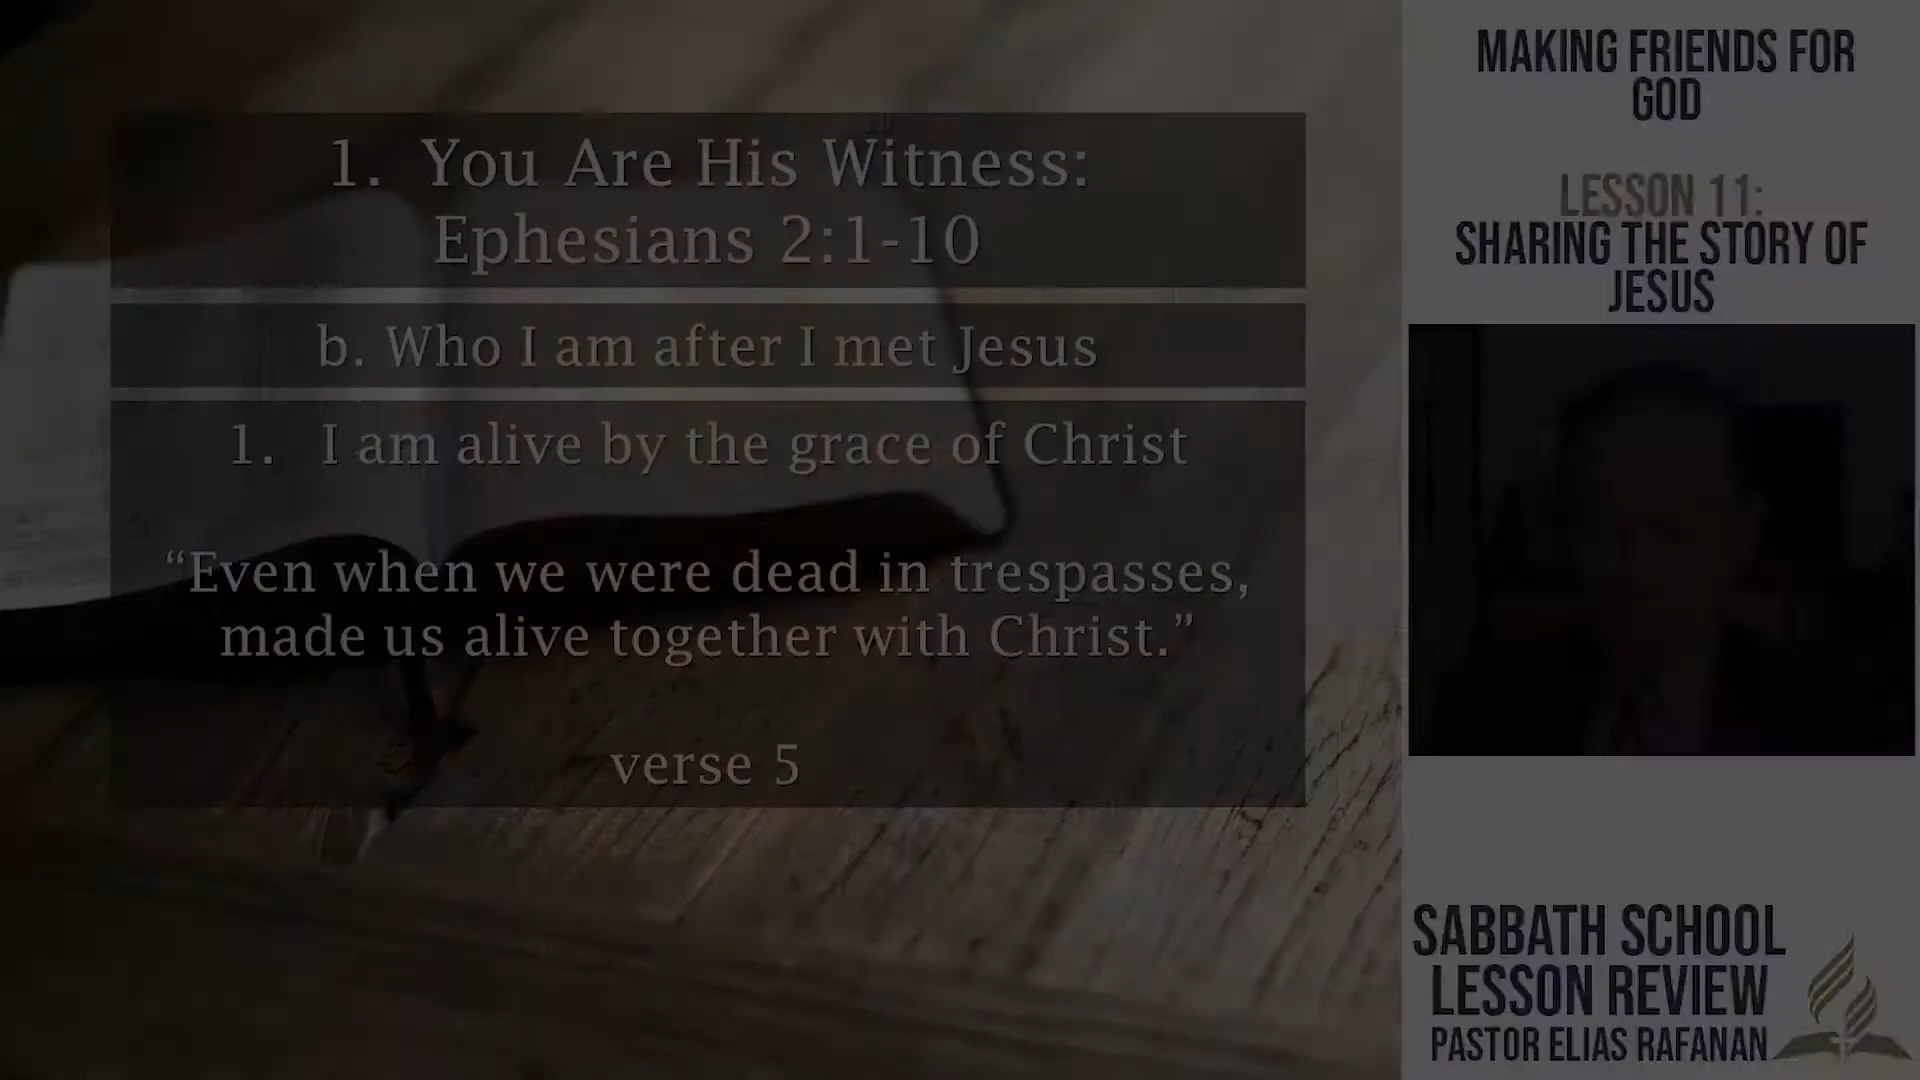 1. You Are His Witness:
Ephesians 2:1-10
b. Who I am after I met Jesus
1. I am alive by the grace of Christ
“Even when we were dead in trespasses,
made us alive together with Christ.”
verse 5
MAKING FRIENDS FOR
GOD
LESSON 11:
SHARING THE STORY OF
JESUS
SABBATH SCHOOL
LESSON REVIEW
PASTOR ELIAS RAFANAN